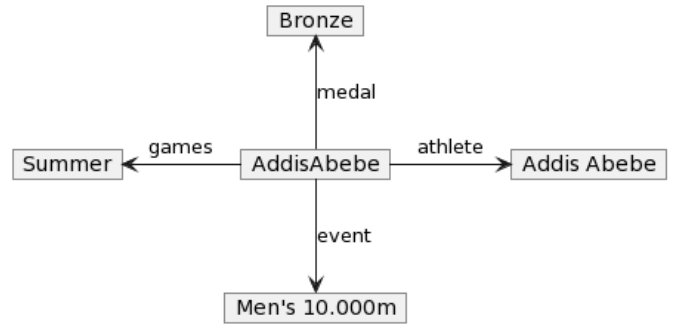 Bronze
medal
games
athlete
Summer
AddisAbebe
Addis Abebe
event
Men's 10.000m